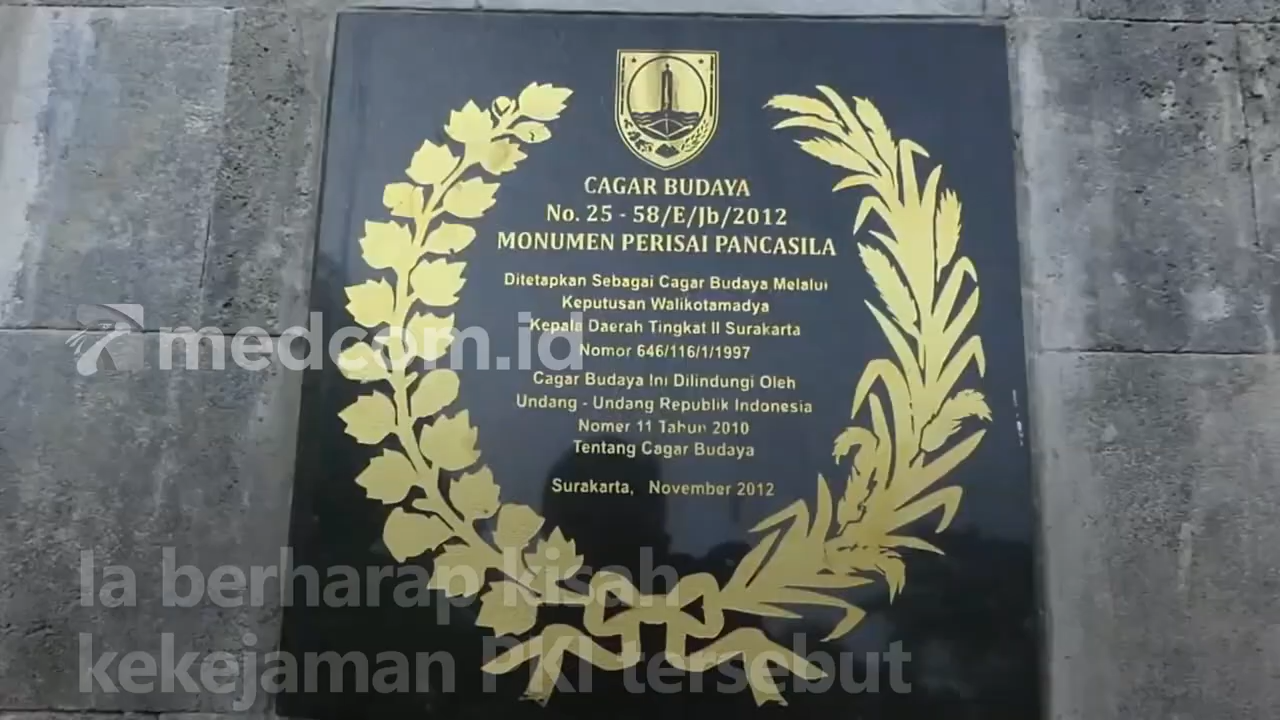 CAGAR BUDAYA
No. 25 - 58/E/Jb/2012
MONUMEN PERISAI PANCASILA
Ditetapkan Sebagai Cagar Budaya Melalui
Keputusan Walikotamadya
Kepala Daerah Tingkat II Surakarta
Nomor 646/116/1/1997
Cagar Budaya Ini Dilindungi Oleh
Undang - Undang Republik Indonesia
Nomer 11 Tahun 2010
Tentang Cagar Budaya
Surakarta, November 2012
medcom.id
Ia berharap kisah
kekejaman PKI tersebut